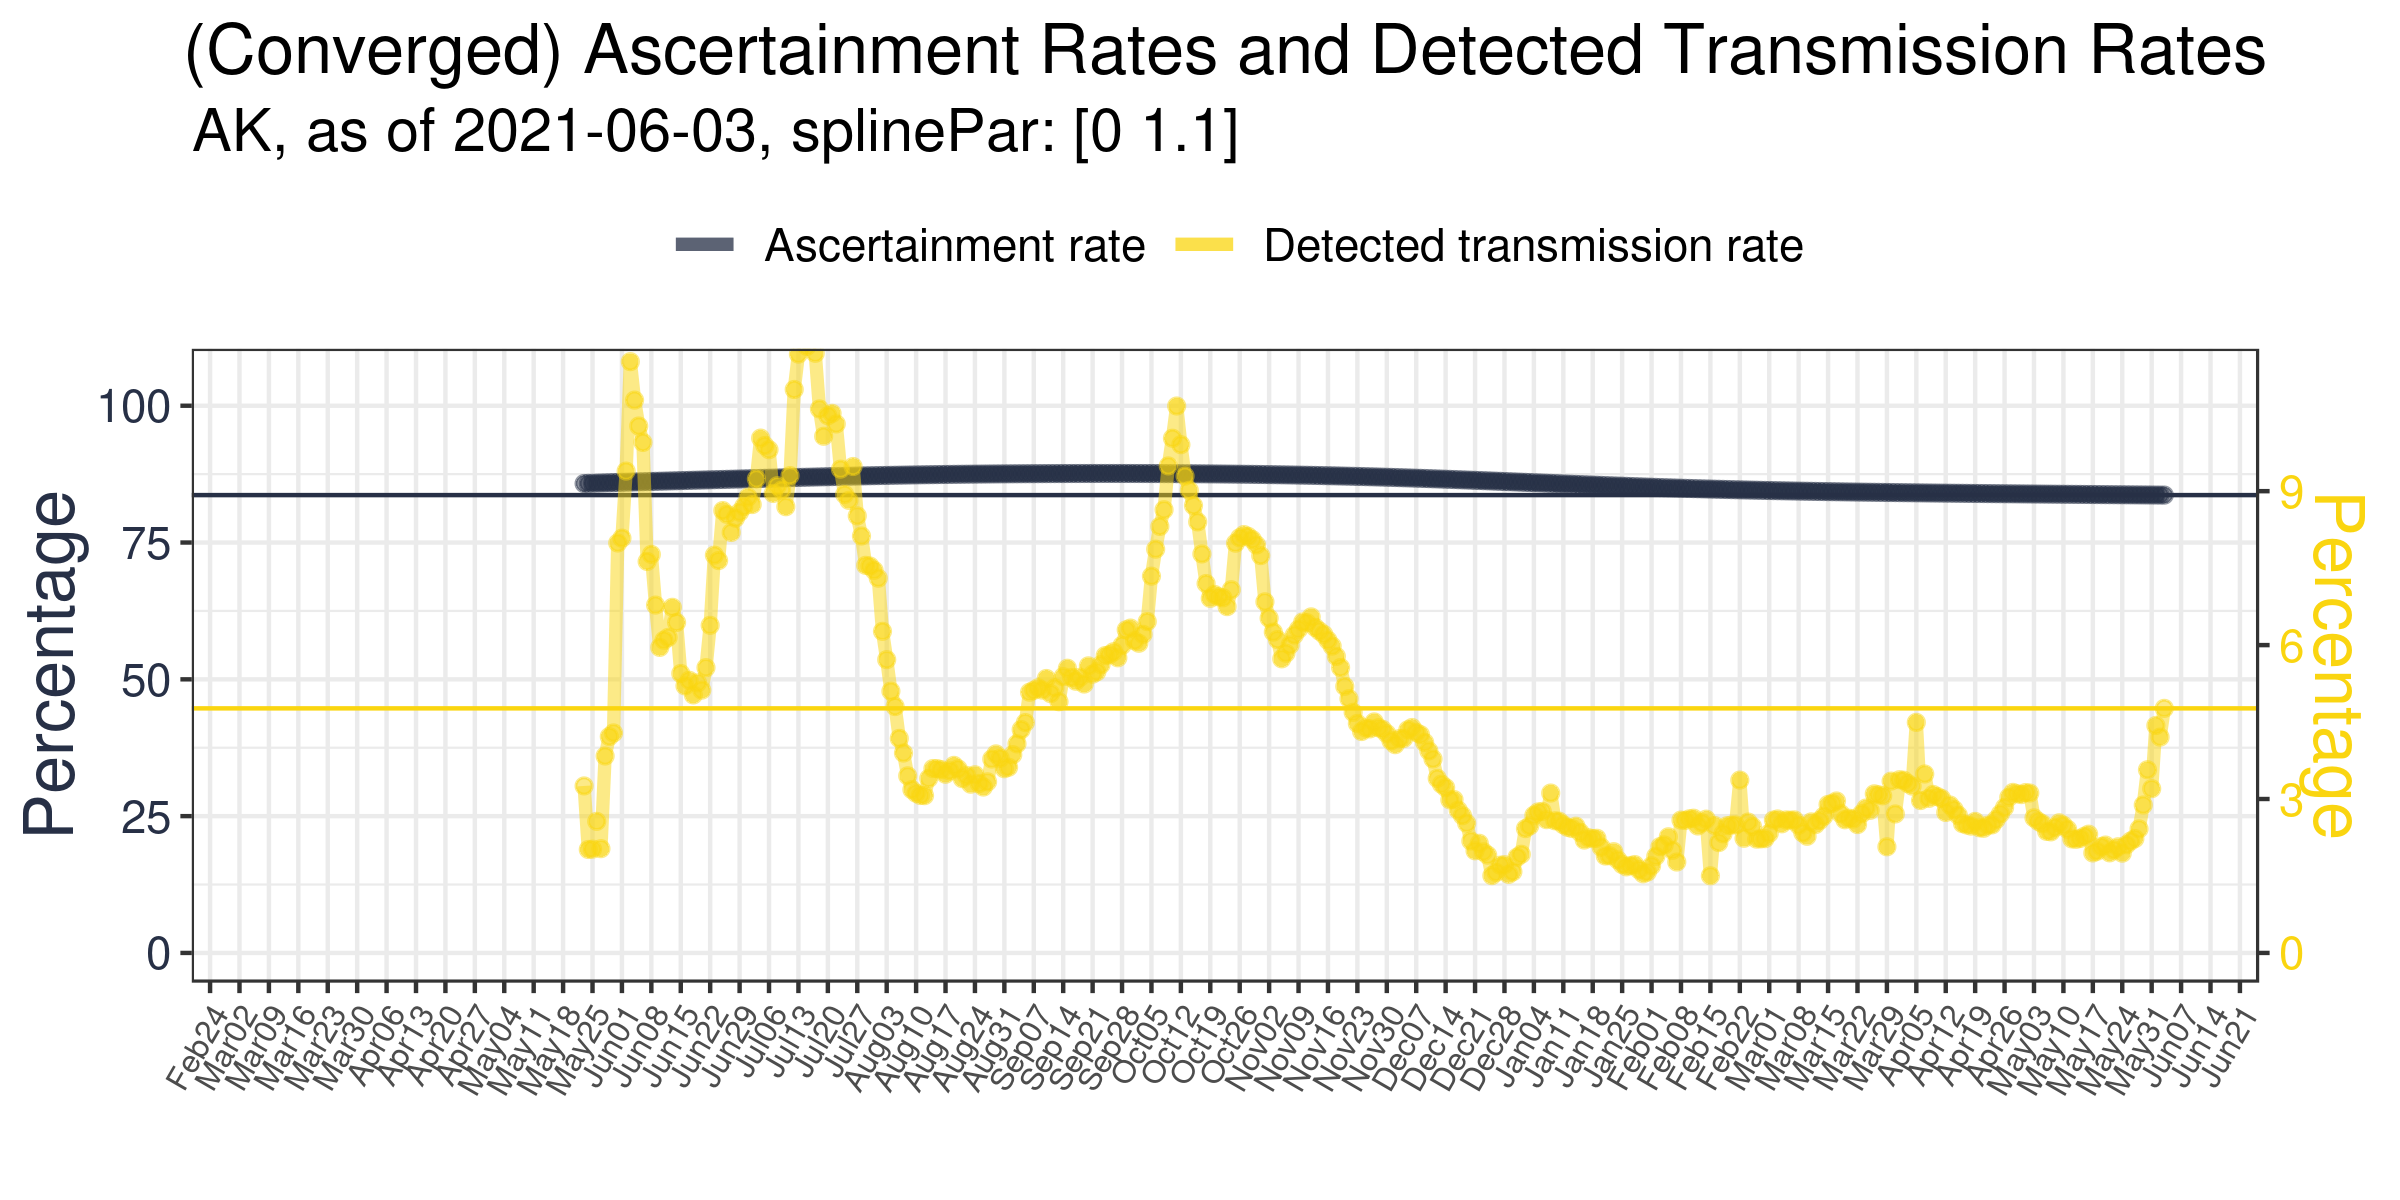 (Converged) Ascertainment Rates and Detected Transmission Rates
AK, as of 2021-06-03, splinePar: [0 1.1]
Ascertainment rate
Detected transmission rate
Percentage
100
75
50
25
0
9
6
3
0
Percentage
Feb24
Mar02
Mar09
Mar16
Mar23
Mar30
Apr06
Apr13
Apr20
Apr27
May04
May11
May18
May25
Jun01
Jun08
Jun15
Jun22
Jun29
Jul06
Jul13
Jul20
Jul27
Aug03
Aug10
Aug17
Aug24
Aug31
Sep07
Sep14
Sep21
Sep28
Oct05
Oct12
Oct19
Oct26
Nov02
Nov09
Nov16
Nov23
Nov30
Dec07
Dec14
Dec21
Dec28
Jan04
Jan11
Jan18
Jan25
Feb01
Feb08
Feb15
Feb22
Mar01
Mar08
Mar15
Mar22
Mar29
Apr05
Apr12
Apr19
Apr26
May03
May10
May17
May24
May31
Jun07
Jun14
Jun21